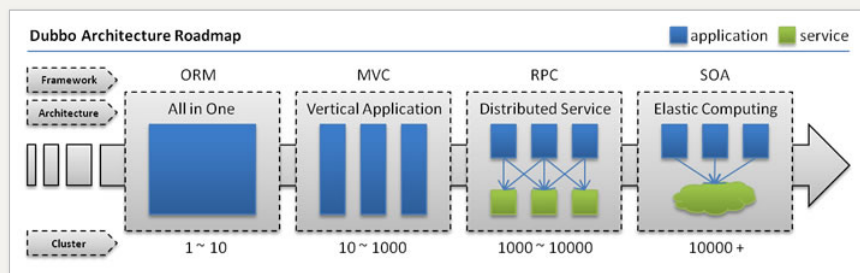 Dubbo Architecture Roadmap
application service
Framework ORM MVC RPC SOA
Architecture All in One Vertical Application Distributed Service Elastic Computing
Cluster 1 ~ 10 10 ~ 1000 1000 ~ 10000 10000 +